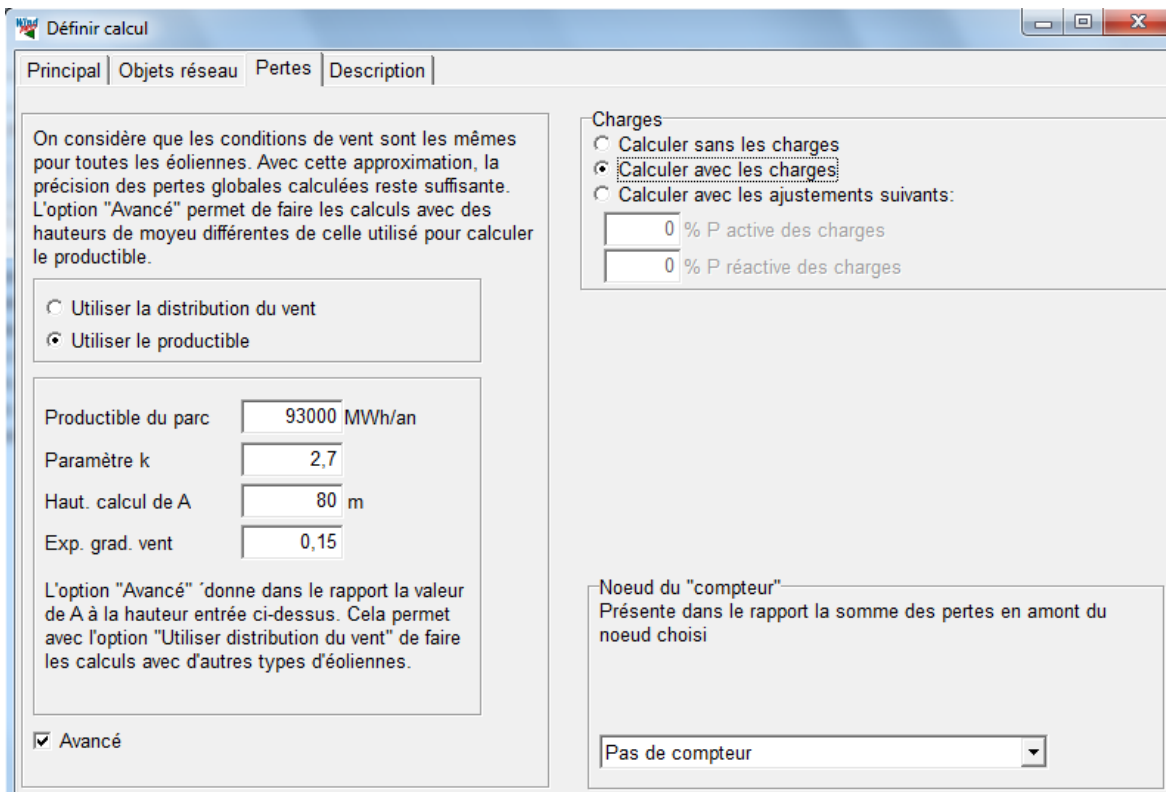 Définir calcul
Principal
Objets réseau
Pertes
Description
On considère que les conditions de vent sont les mêmes
pour toutes les éoliennes. Avec cette approximation, la
précision des pertes globales calculées reste suffisante.
L'option "Avancé" permet de faire les calculs avec des
hauteurs de moyeu différentes de celle utilisé pour calculer
le productible.
Utiliser la distribution du vent
Utiliser le productible
Productible du parc 93000 MWh/an
Paramètre k 2,7
Haut. calcul de A 80 m
Exp. grad. vent 0,15
L'option "Avancé" ´donne dans le rapport la valeur
de A à la hauteur entrée ci-dessus. Cela permet
avec l'option "Utiliser distribution du vent" de faire
les calculs avec d'autres types d'éoliennes.
Avancé
Charges
Calculer sans les charges
Calculer avec les charges
Calculer avec les ajustements suivants:
0 % P active des charges
0 % P réactive des charges
Noeud du "compteur"
Présente dans le rapport la somme des pertes en amont du
noeud choisi
Pas de compteur